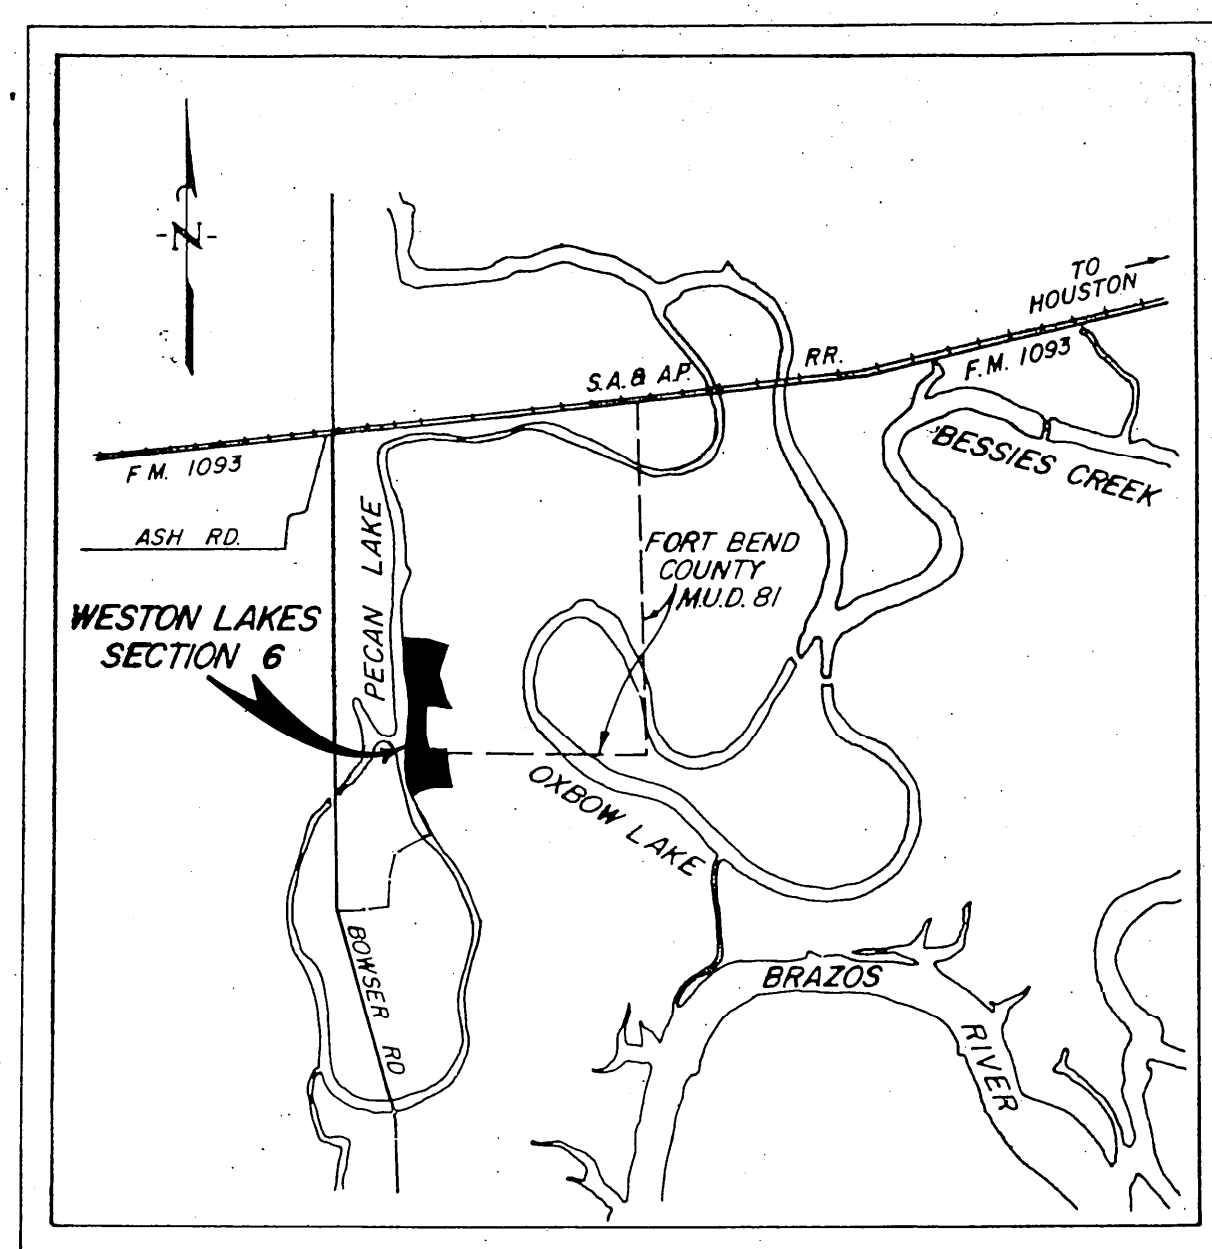 -N-
TO
HOUSTON
S.A. & A.P. RR.
F.M. 1093
F.M. 1093
BESSIES CREEK
ASH RD.
PECAN LAKE
FORT BEND
COUNTY
M.U.D. 81
WESTON LAKES
SECTION 6
OXBOW LAKE
BOWSER RD
BRAZOS
RIVER